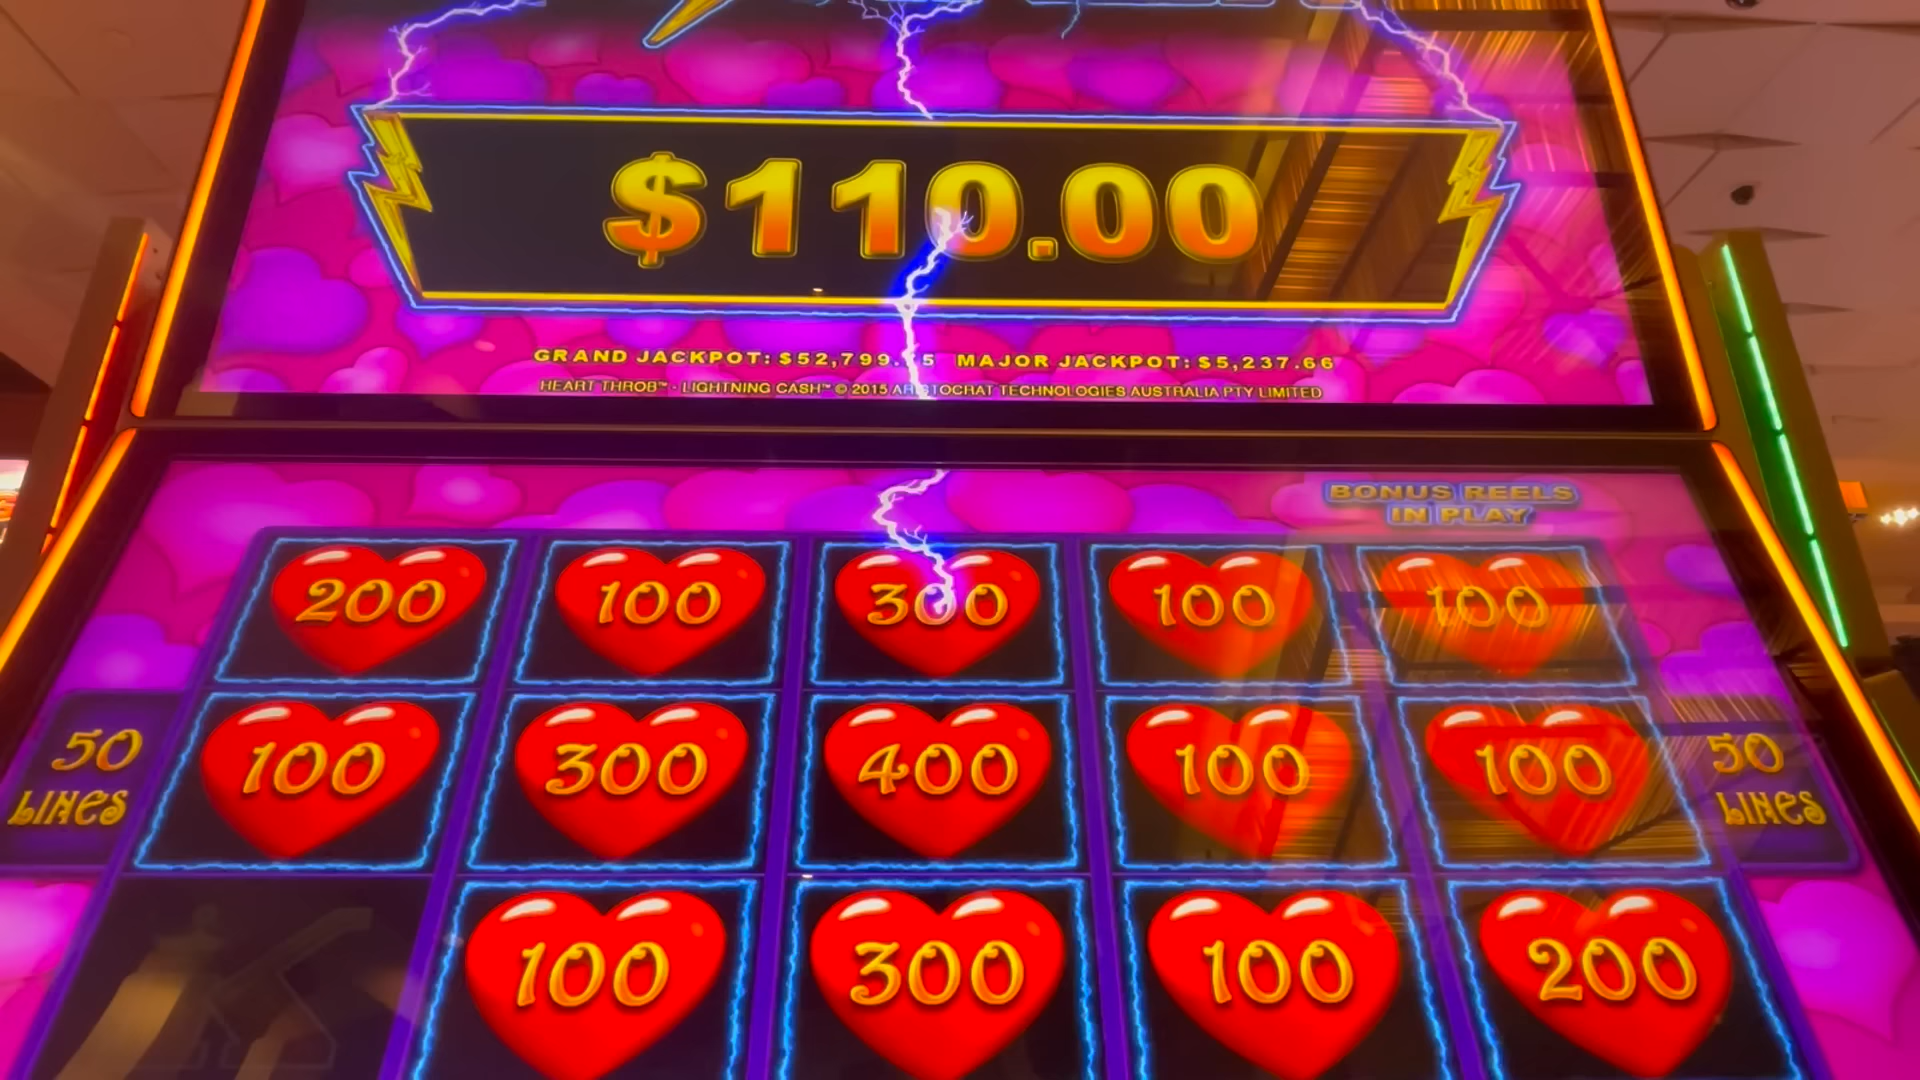 $110.00
GRAND JACKPOT: $52,799. 5 MAJOR JACKPOT: $5,237.66
HEART THROB™ - LIGHTNING CASH™ © 2015 ARISTOCRAT TECHNOLOGIES AUSTRALIA PTY LIMITED
BONUS REELS
IN PLAY
200 100 300 100 100
50 LINES
100 300 400 100 100
50 LINES
100 300 100 200